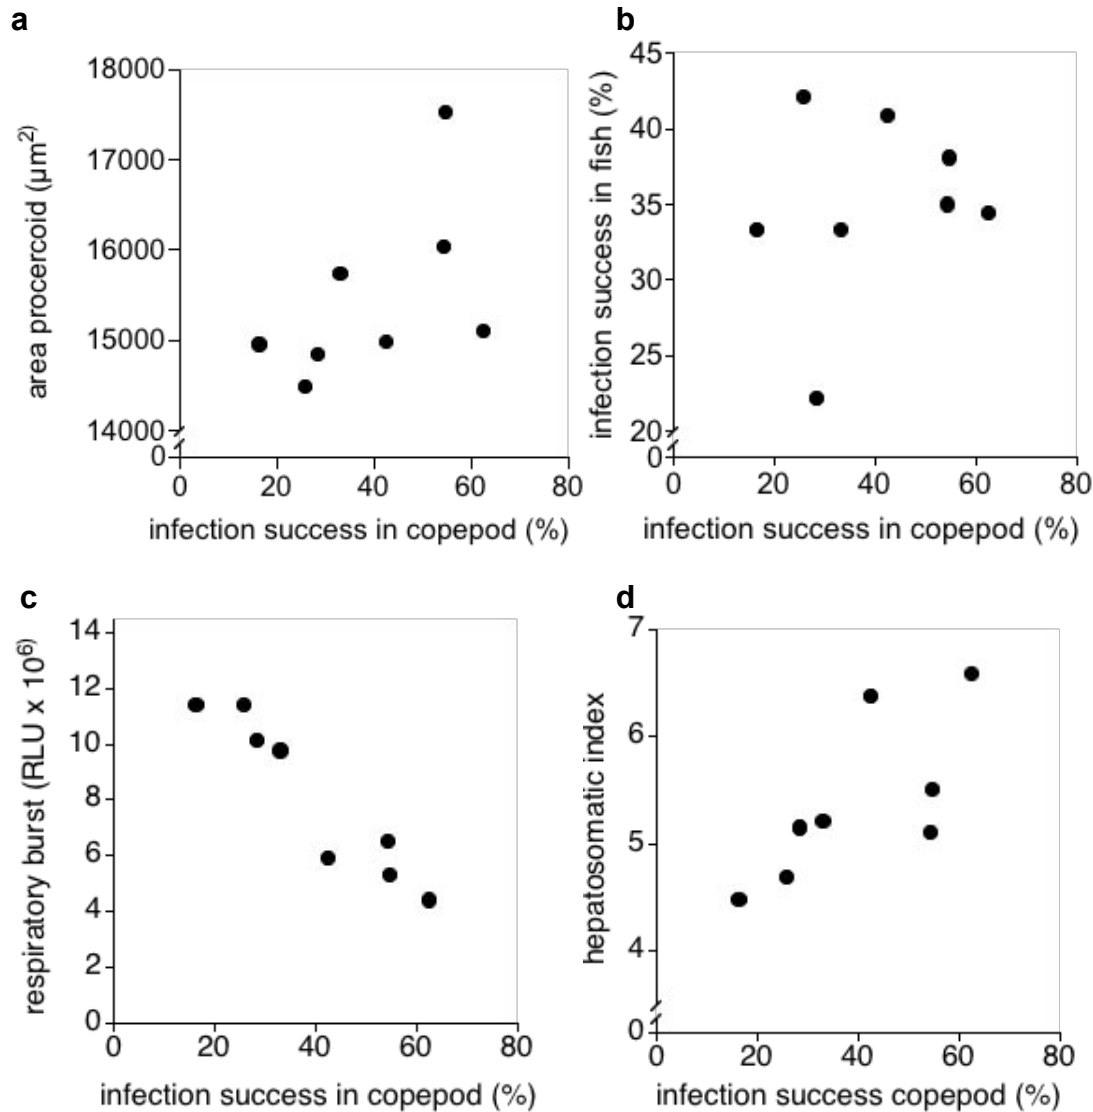 a
18000
17000
16000
15000
14000
0
area procercoid (µm²)
0 20 40 60 80
infection success in copepod (%)
b
45
40
35
30
25
20
0
infection success in fish (%)
0 20 40 60 80
infection success in copepod (%)
c
14
12
10
8
6
4
2
0
respiratory burst (RLU x 10⁶)
0 20 40 60 80
infection success in copepod (%)
d
7
6
5
4
0
hepatosomatic index
0 20 40 60 80
infection success copepod (%)